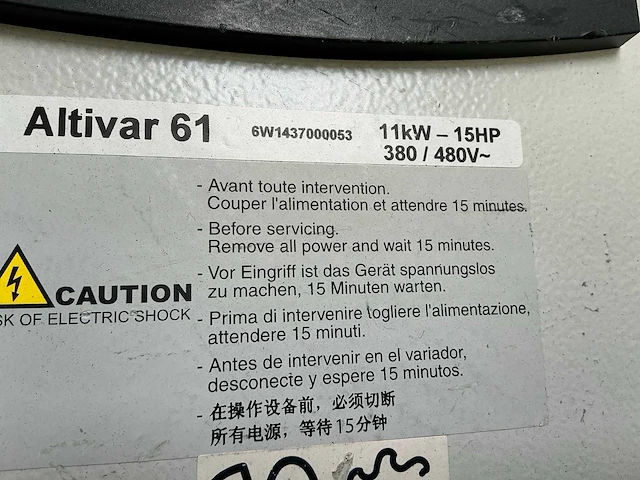 Altivar 61 6W1437000053 11kW – 15HP
380 / 480V~
- Avant toute intervention.
Couper l'alimentation et attendre 15 minutes.
- Before servicing.
Remove all power and wait 15 minutes.
- Vor Eingriff ist das Gerät spannungslos
zu machen, 15 Minuten warten.
CAUTION
SK OF ELECTRIC SHOCK
- Prima di intervenire togliere l'alimentazione,
attendere 15 minuti.
- Antes de intervenir en el variador,
desconecte y espere 15 minutos.
- 在操作设备前，必须切断
所有电源，等待15分钟